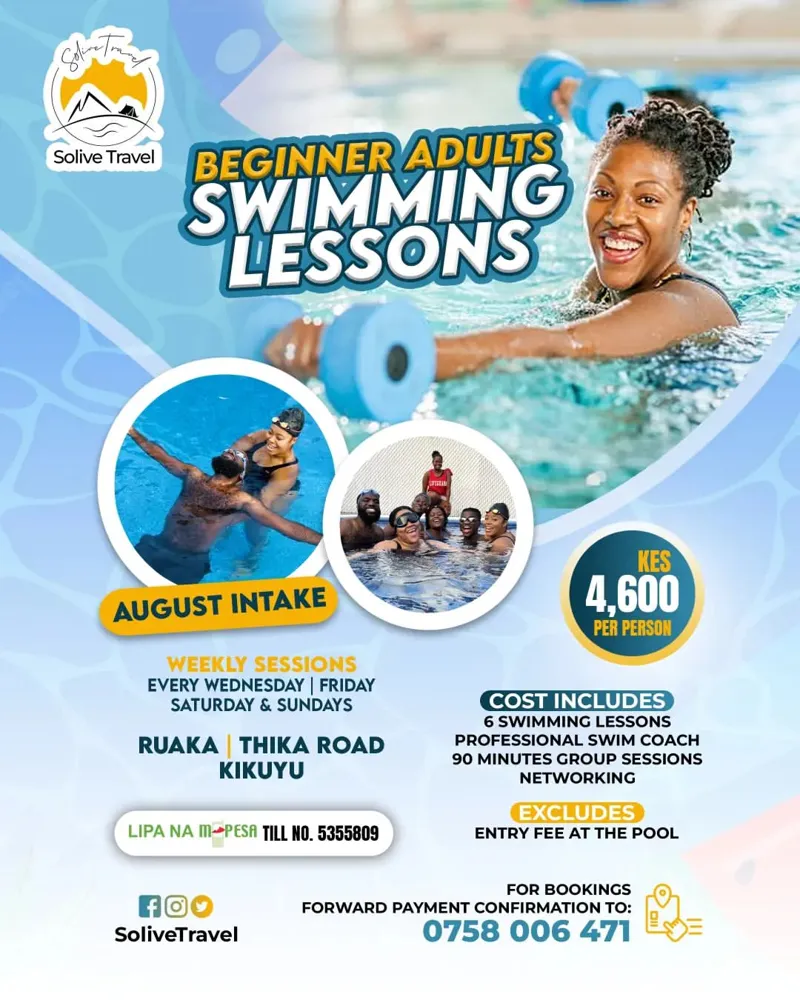 Solive Travel
Solive Travel
BEGINNER ADULTS
SWIMMING
LESSONS
LIFEGUARD
AUGUST INTAKE
KES
4,600
PER PERSON
WEEKLY SESSIONS
EVERY WEDNESDAY | FRIDAY
SATURDAY & SUNDAYS
RUAKA | THIKA ROAD
KIKUYU
LIPA NA M-PESA TILL NO. 5355809
COST INCLUDES
6 SWIMMING LESSONS
PROFESSIONAL SWIM COACH
90 MINUTES GROUP SESSIONS
NETWORKING
EXCLUDES
ENTRY FEE AT THE POOL
SoliveTravel
FOR BOOKINGS
FORWARD PAYMENT CONFIRMATION TO:
0758 006 471